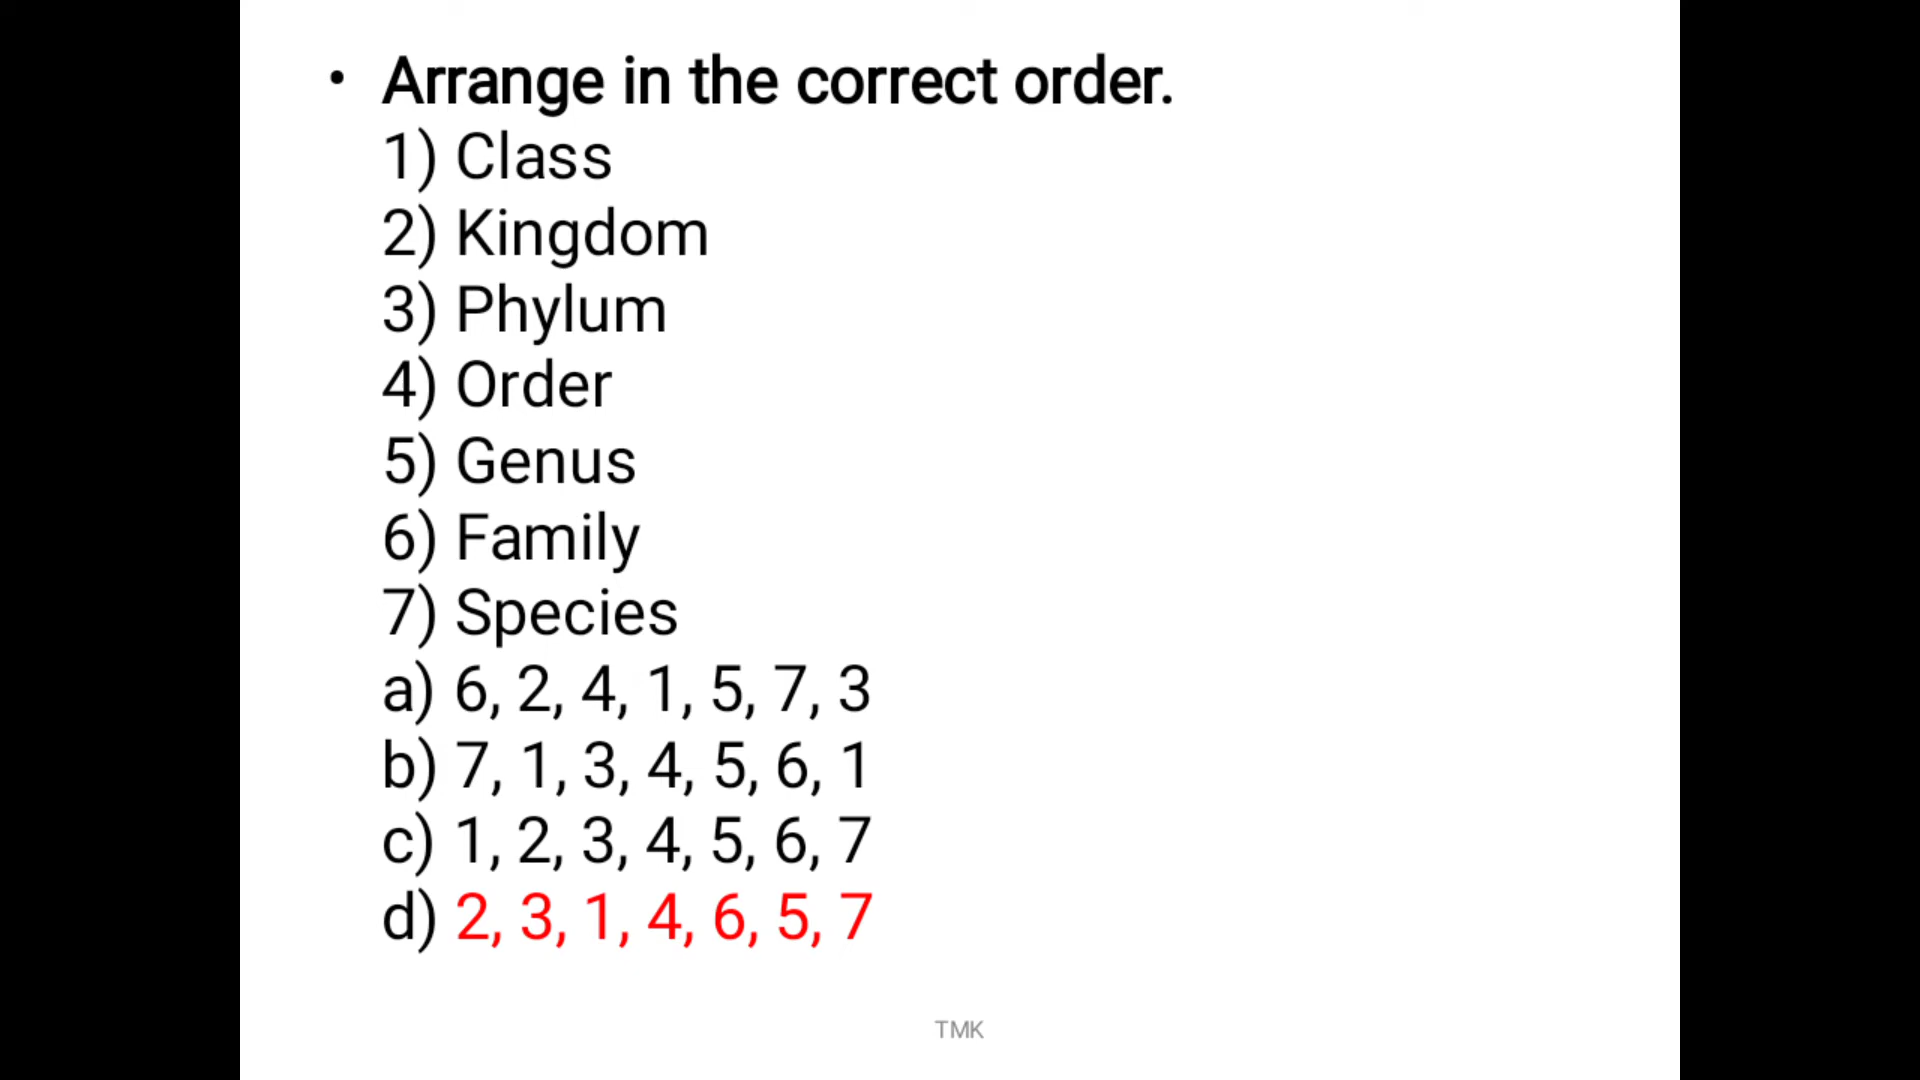 • Arrange in the correct order.
1) Class
2) Kingdom
3) Phylum
4) Order
5) Genus
6) Family
7) Species
a) 6, 2, 4, 1, 5, 7, 3
b) 7, 1, 3, 4, 5, 6, 1
c) 1, 2, 3, 4, 5, 6, 7
d) 2, 3, 1, 4, 6, 5, 7
TMK